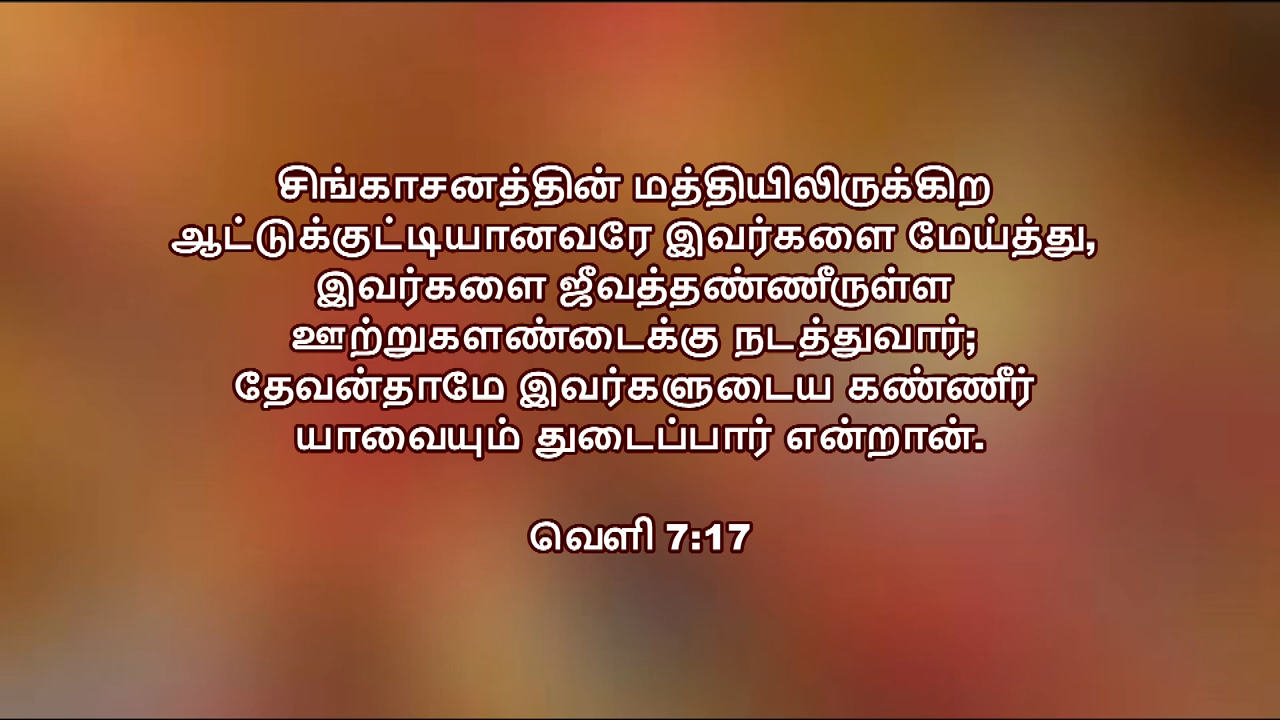 சிங்காசனத்தின் மத்தியிலிருக்கிற
ஆட்டுக்குட்டியானவரே இவர்களை மேய்த்து,
இவர்களை ஜீவத்தண்ணீருள்ள
ஊற்றுகளண்டைக்கு நடத்துவார்;
தேவன்தாமே இவர்களுடைய கண்ணீர்
யாவையும் துடைப்பார் என்றான்.
வெளி 7:17